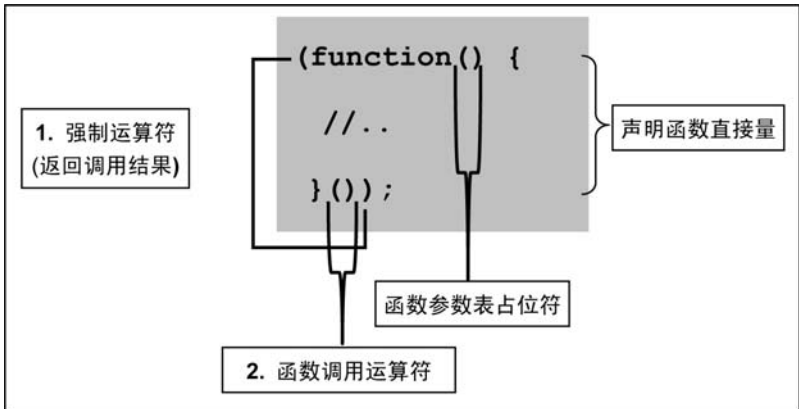 (function() {
//..
}());
1. 强制运算符
(返回调用结果)
声明函数直接量
函数参数表占位符
2. 函数调用运算符